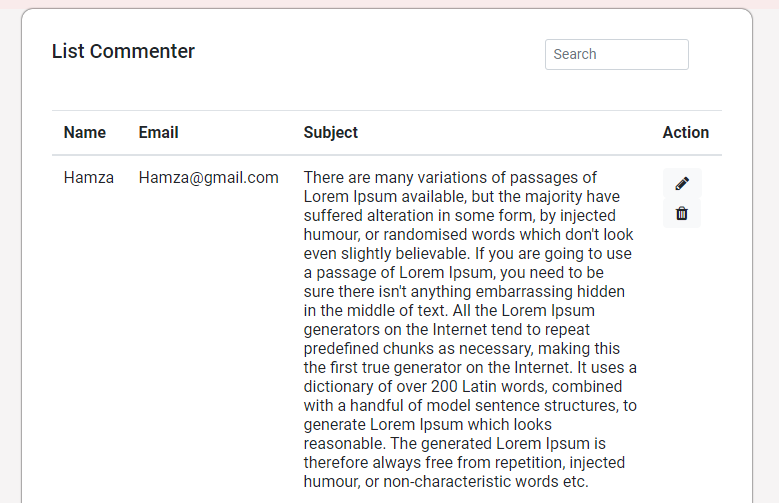 List Commenter
Search
Name Email Subject Action
Hamza Hamza@gmail.com There are many variations of passages of
Lorem Ipsum available, but the majority have
suffered alteration in some form, by injected
humour, or randomised words which don't look
even slightly believable. If you are going to use
a passage of Lorem Ipsum, you need to be
sure there isn't anything embarrassing hidden
in the middle of text. All the Lorem Ipsum
generators on the Internet tend to repeat
predefined chunks as necessary, making this
the first true generator on the Internet. It uses a
dictionary of over 200 Latin words, combined
with a handful of model sentence structures, to
generate Lorem Ipsum which looks
reasonable. The generated Lorem Ipsum is
therefore always free from repetition, injected
humour, or non-characteristic words etc.